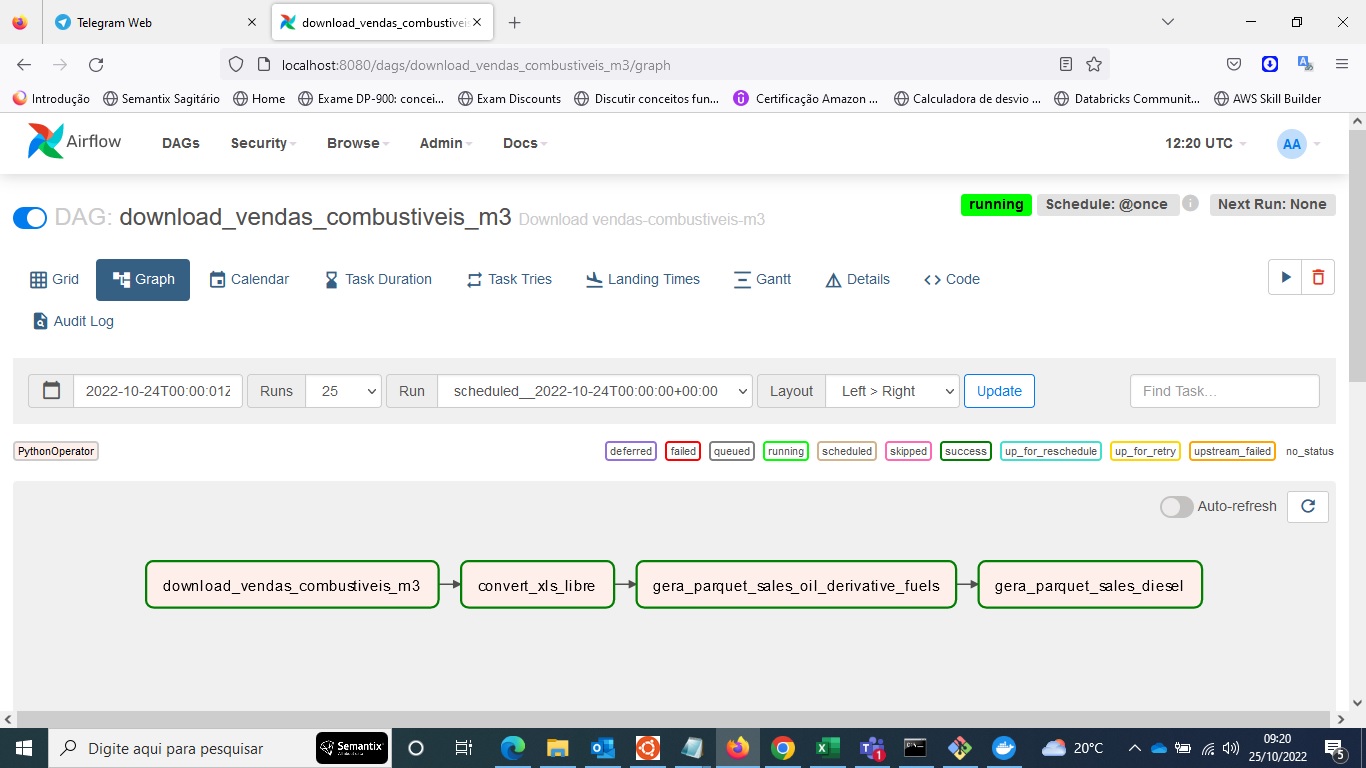 Telegram Web
download_vendas_combustiveis
localhost:8080/dags/download_vendas_combustiveis_m3/graph
Introdução Semantix Sagitário Home Exame DP-900: concei... Exam Discounts Discutir conceitos fun... Certificação Amazon ... Calculadora de desvio ... Databricks Communit... AWS Skill Builder
Airflow DAGs Security Browse Admin Docs 12:20 UTC AA
DAG: download_vendas_combustiveis_m3 Download vendas-combustiveis-m3
running Schedule: @once Next Run: None
Grid Graph Calendar Task Duration Task Tries Landing Times Gantt Details Code
Audit Log
2022-10-24T00:00:01Z Runs 25 Run scheduled__2022-10-24T00:00:00+00:00 Layout Left > Right Update Find Task...
PythonOperator deferred failed queued running scheduled skipped success up_for_reschedule up_for_retry upstream_failed no_status
Auto-refresh
download_vendas_combustiveis_m3 convert_xls_libre gera_parquet_sales_oil_derivative_fuels gera_parquet_sales_diesel
Digite aqui para pesquisar Semantix 1 20°C 09:20
25/10/2022 5